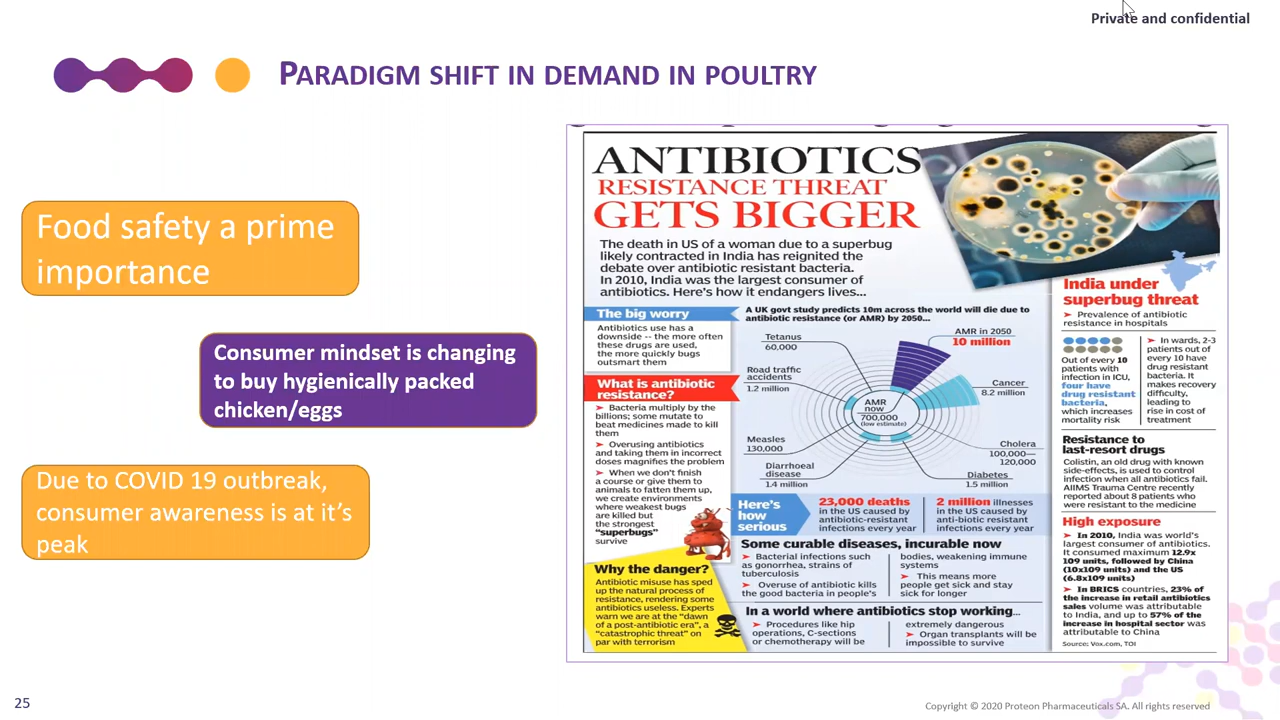 Private and confidential
PARADIGM SHIFT IN DEMAND IN POULTRY
Food safety a prime
importance
Consumer mindset is changing
to buy hygienically packed
chicken/eggs
Due to COVID 19 outbreak,
consumer awareness is at it's
peak
ANTIBIOTICS
RESISTANCE THREAT
GETS BIGGER
The death in US of a woman due to a superbug
likely contracted in India has reignited the
debate over antibiotic resistant bacteria.
In 2010, India was the largest consumer of
antibiotics. Here's how it endangers lives...
The big worry
Antibiotics use has a
downside -- the more often
these drugs are used,
the more quickly bugs
outsmart them
What is antibiotic
resistance?
➤ Bacteria multiply by the
billions; some mutate to
beat medicines made to kill
them
➤ Overusing antibiotics
and taking them in incorrect
doses magnifies the problem
➤ When we don't finish
a course or give them to
animals to fatten them up,
we create environments
where weakest bugs
are killed but
the strongest
"superbugs"
survive
Why the danger?
Antibiotic misuse has sped
up the natural process of
resistance, rendering some
antibiotics useless. Experts
warn we are at the "dawn
of a post-antibiotic era", a
"catastrophic threat" on
par with terrorism
A UK govt study predicts 10m across the world will die due to
antibiotic resistance (or AMR) by 2050...
Tetanus
60,000
Road traffic
accidents
1.2 million
Measles
130,000
Diarrhoeal
disease
1.4 million
AMR
now
700,000
(low estimate)
AMR in 2050
10 million
Cancer
8.2 million
Cholera
100,000—
120,000
Diabetes
1.5 million
Here's
how
serious
23,000 deaths
in the US caused by
antibiotic-resistant
infections every year
2 million illnesses
in the US caused by
anti-biotic resistant
infections every year
Some curable diseases, incurable now
➤ Bacterial infections such
as gonorrhea, strains of
tuberculosis
➤ Overuse of antibiotic kills
the good bacteria in people's
bodies, weakening immune
systems
➤ This means more
people get sick and stay
sick for longer
In a world where antibiotics stop working...
➤ Procedures like hip
operations, C-sections
or chemotherapy will be
extremely dangerous
➤ Organ transplants will be
impossible to survive
India under
superbug threat
➤ Prevalence of antibiotic
resistance in hospitals
Out of every 10
patients with
infection in ICU,
four have
drug resistant
bacteria,
which increases
mortality risk
➤ In wards, 2-3
patients out of
every 10 have
drug resistant
bacteria. It
makes recovery
difficulty,
leading to
rise in cost of
treatment
Resistance to
last-resort drugs
Colistin, an old drug with known
side-effects, is used to control
infection when all antibiotics fail.
AIIMS Trauma Centre recently
reported about 8 patients who
were resistant to the medicine
High exposure
➤ In 2010, India was world's
largest consumer of antibiotics.
It consumed maximum 12.9x
109 units, followed by China
(10x109 units) and the US
(6.8x109 units)
➤ In BRICS countries, 23% of
the increase in retail antibiotics
sales volume was attributable
to India, and up to 57% of the
increase in hospital sector was
attributable to China
Source: Vox.com, TOI
25
Copyright © 2020 Proteon Pharmaceuticals SA. All rights reserved